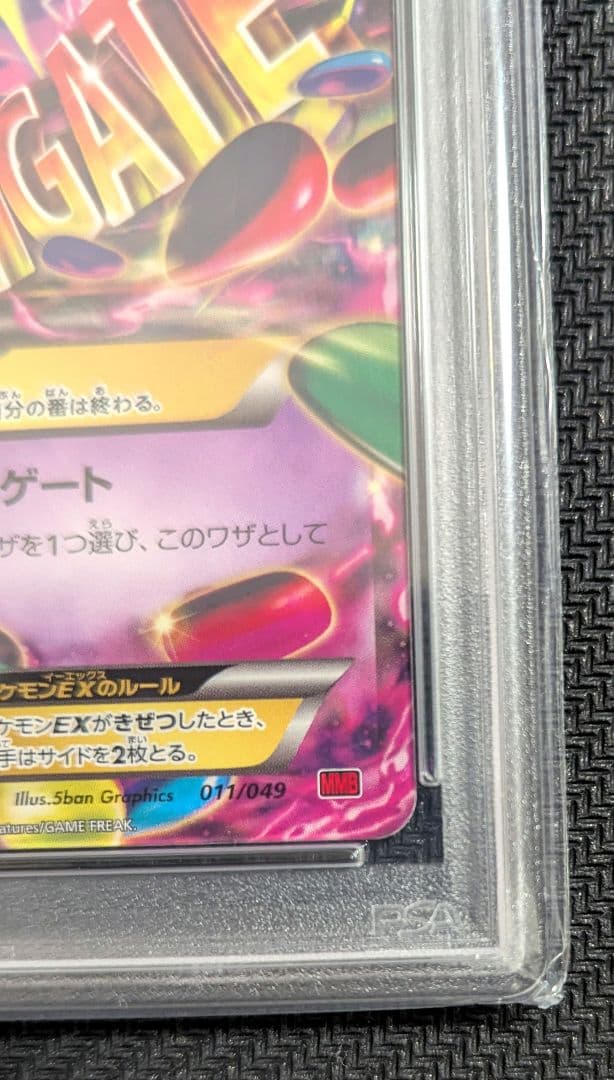 GATE
分の番は終わる。
ゲート
ザを1つ選び、このワザとして
ケモンEXのルール
ケモンEXがきぜつしたとき、
手はサイドを2枚とる。
Illus.5ban Graphics 011/049 MMB
atures/GAME FREAK.
PSA